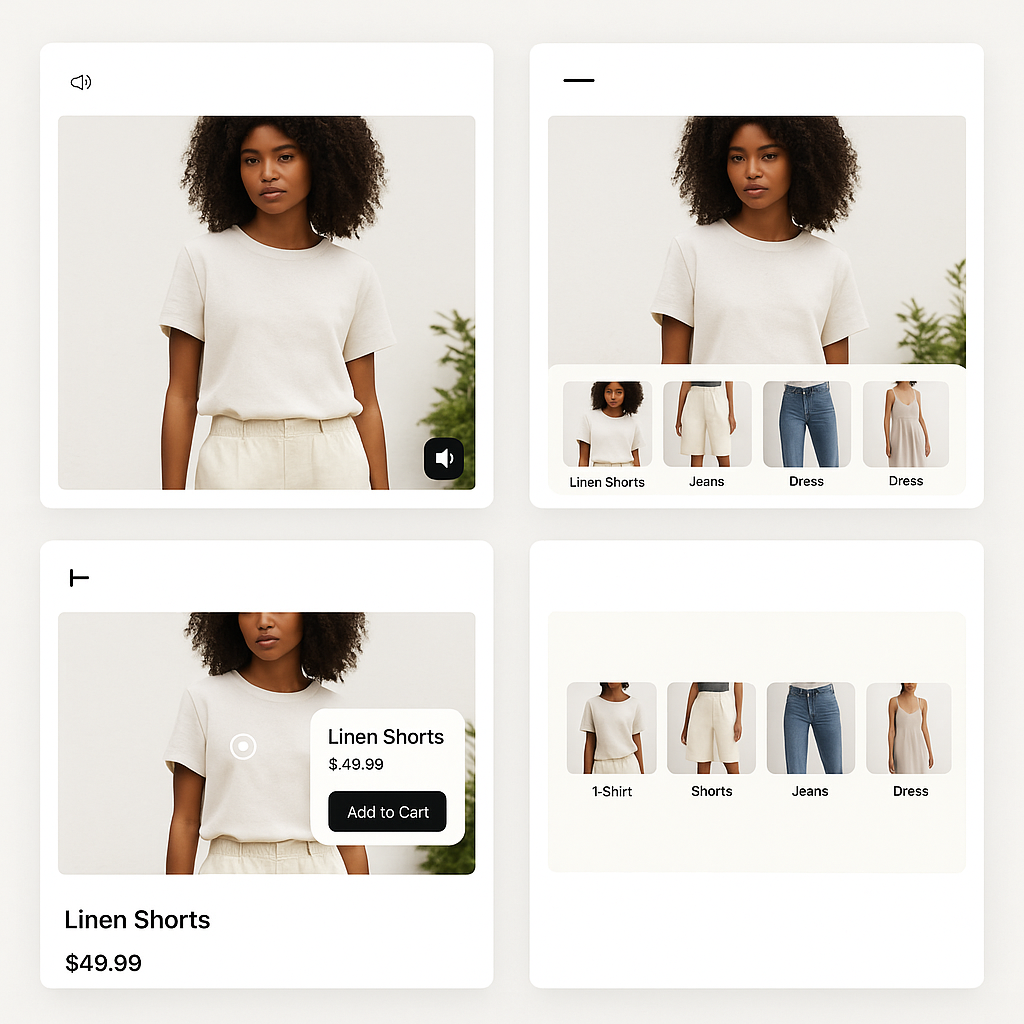 Linen Shorts
Jeans
Dress
Dress
Linen Shorts
$.49.99
Add to Cart
Linen Shorts
$49.99
1-Shirt
Shorts
Jeans
Dress